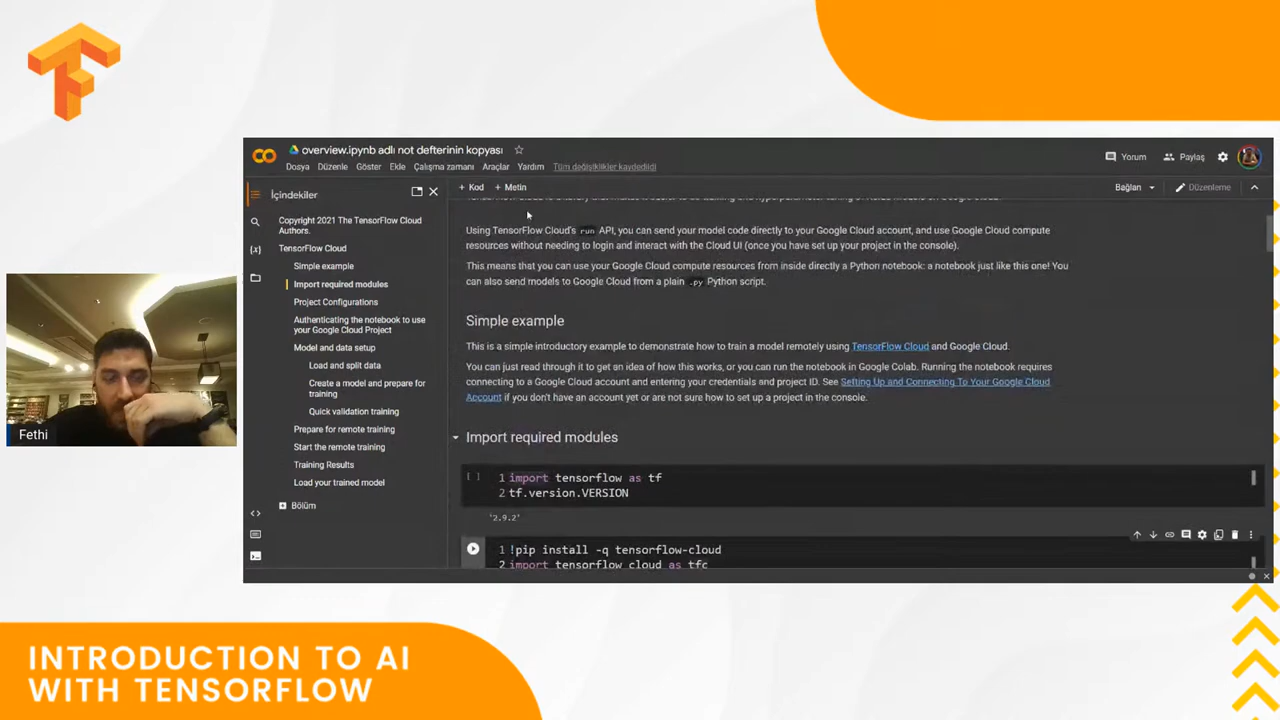 overview.ipynb adlı not defterinin kopyası
Dosya Düzenle Göster Ekle Çalışma zamanı Araçlar Yardım Tüm değişiklikler kaydedildi
Yorum Paylaş
İçindekiler
+ Kod + Metin
Bağlan Düzenleme
Copyright 2021 The TensorFlow Cloud
Authors.
TensorFlow Cloud
Simple example
Import required modules
Project Configurations
Authenticating the notebook to use
your Google Cloud Project
Model and data setup
Load and split data
Create a model and prepare for
training
Quick validation training
Prepare for remote training
Start the remote training
Training Results
Load your trained model
Bölüm
Using TensorFlow Cloud's run API, you can send your model code directly to your Google Cloud account, and use Google Cloud compute
resources without needing to login and interact with the Cloud UI (once you have set up your project in the console).
This means that you can use your Google Cloud compute resources from inside directly a Python notebook: a notebook just like this one! You
can also send models to Google Cloud from a plain .py Python script.
Simple example
This is a simple introductory example to demonstrate how to train a model remotely using TensorFlow Cloud and Google Cloud.
You can just read through it to get an idea of how this works, or you can run the notebook in Google Colab. Running the notebook requires
connecting to a Google Cloud account and entering your credentials and project ID. See Setting Up and Connecting To Your Google Cloud
Account if you don't have an account yet or are not sure how to set up a project in the console.
Import required modules
[ ] 1 import tensorflow as tf
2 tf.version.VERSION
'2.9.2'
1 !pip install -q tensorflow-cloud
2 import tensorflow_cloud as tfc
Fethi
INTRODUCTION TO AI
WITH TENSORFLOW